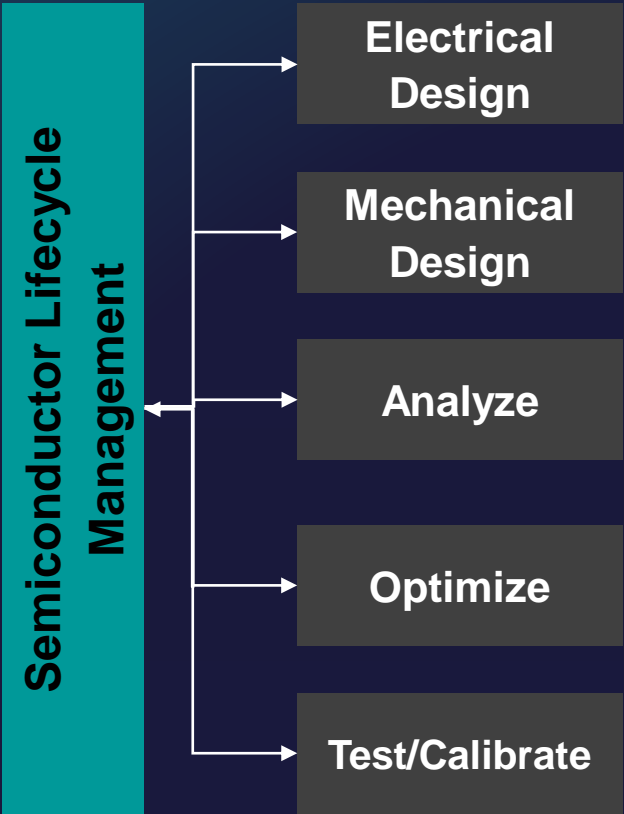 Semiconductor Lifecycle
Management
Electrical
Design
Mechanical
Design
Analyze
Optimize
Test/Calibrate